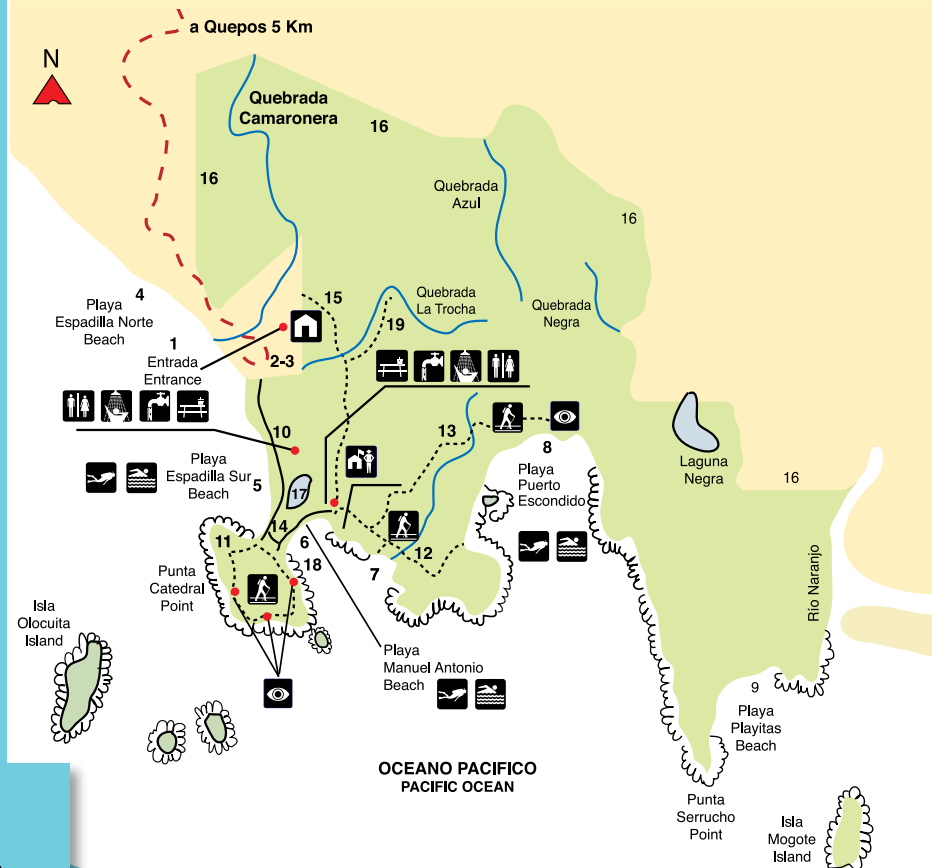 a Quepos 5 Km
N
Quebrada
Camaronera
16
16
Quebrada
Azul
16
4
Playa
Espadilla Norte
Beach
15
Quebrada
La Trocha
19
Quebrada
Negra
1
Entrada
Entrance
2-3
10
13
8
Playa
Puerto
Escondido
Laguna
Negra
16
Playa
Espadilla Sur
Beach
5
17
14
6
11
18
7
12
Punta
Catedral
Point
Río Naranjo
Isla
Olocuita
Island
Playa
Manuel Antonio
Beach
9
Playa
Playitas
Beach
OCEANO PACIFICO
PACIFIC OCEAN
Punta
Serrucho
Point
Isla
Mogote
Island